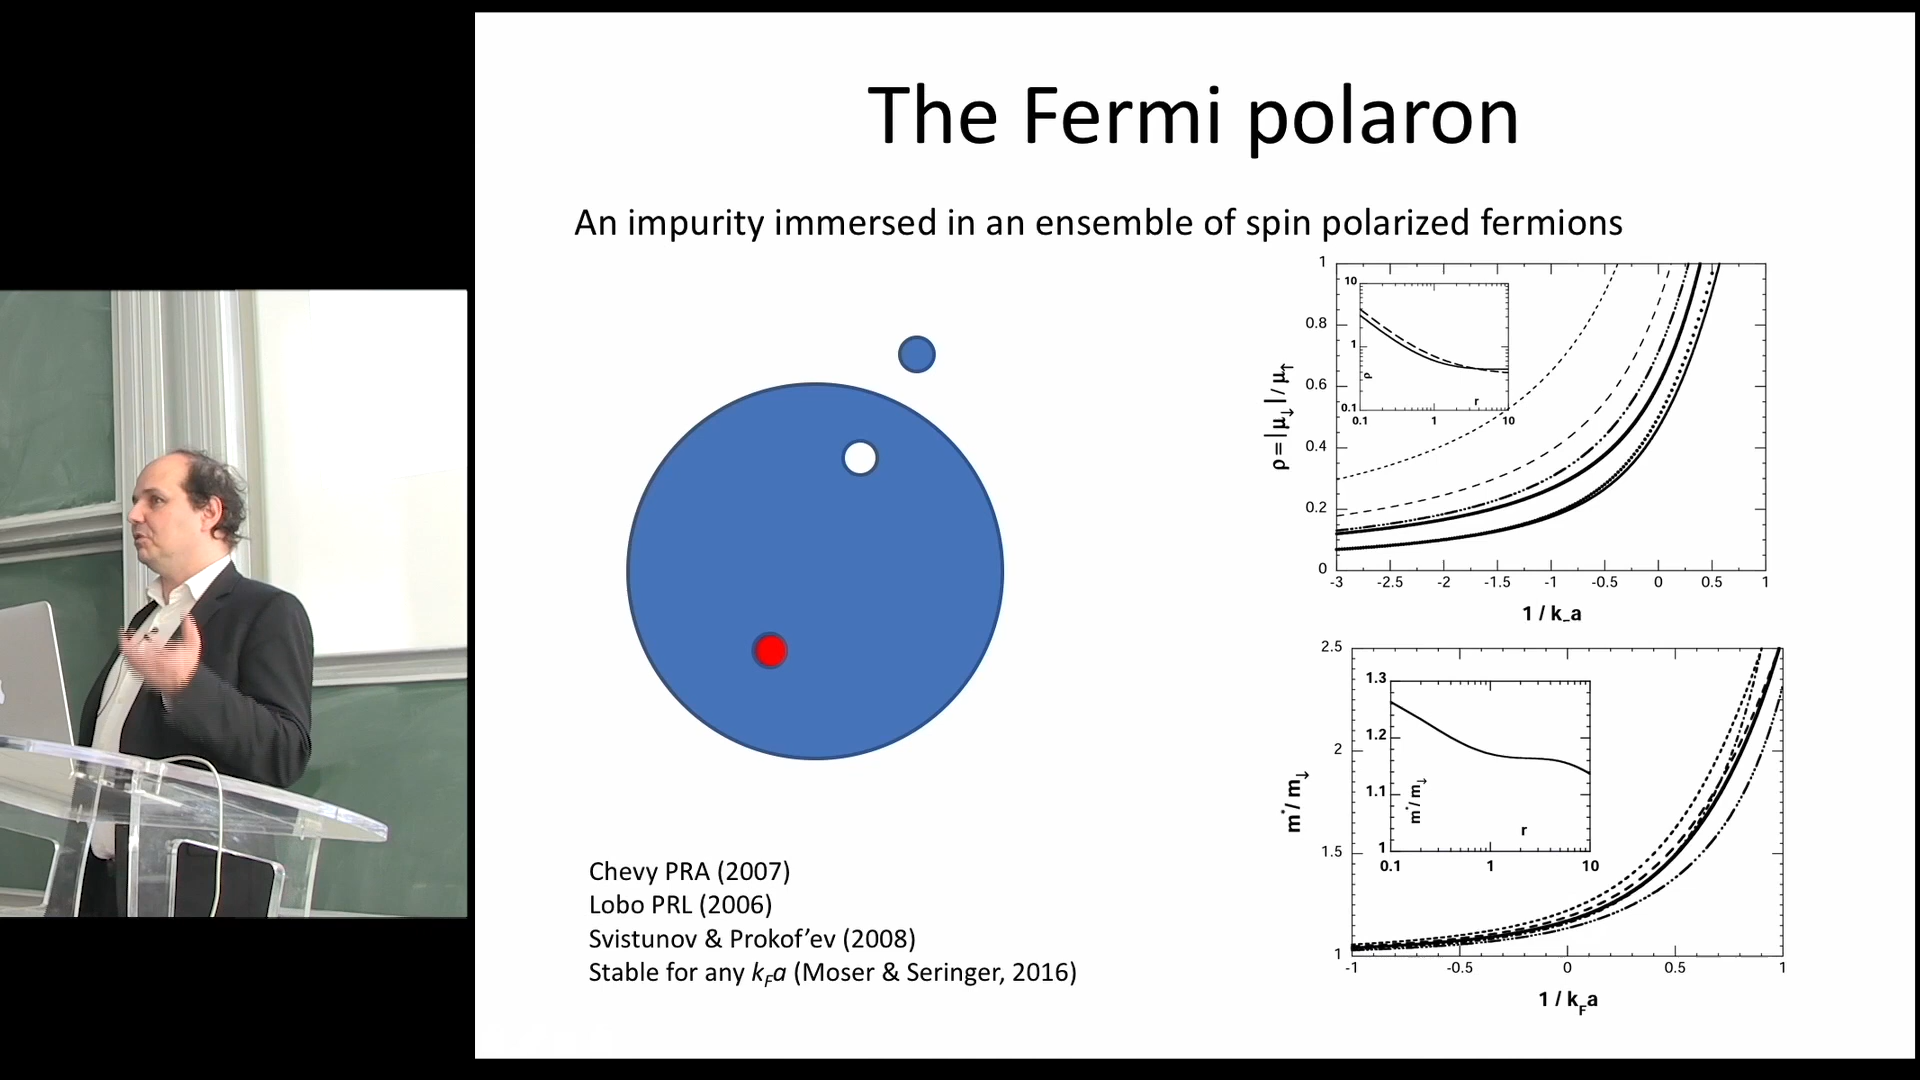 The Fermi polaron
An impurity immersed in an ensemble of spin polarized fermions
1
0.8
0.6
0.4
0.2
0
ρ = |μ↓| / μ↑
-3 -2.5 -2 -1.5 -1 -0.5 0 0.5 1
1 / k_a
10
1
0.1
ρ
r
0.1 1 10
2.5
2
1.5
1
m*/ m↓
-1 -0.5 0 0.5 1
1 / kFa
1.3
1.2
1.1
1
m*/ m↓
r
0.1 1 10
Chevy PRA (2007)
Lobo PRL (2006)
Svistunov & Prokof’ev (2008)
Stable for any kFa (Moser & Seringer, 2016)